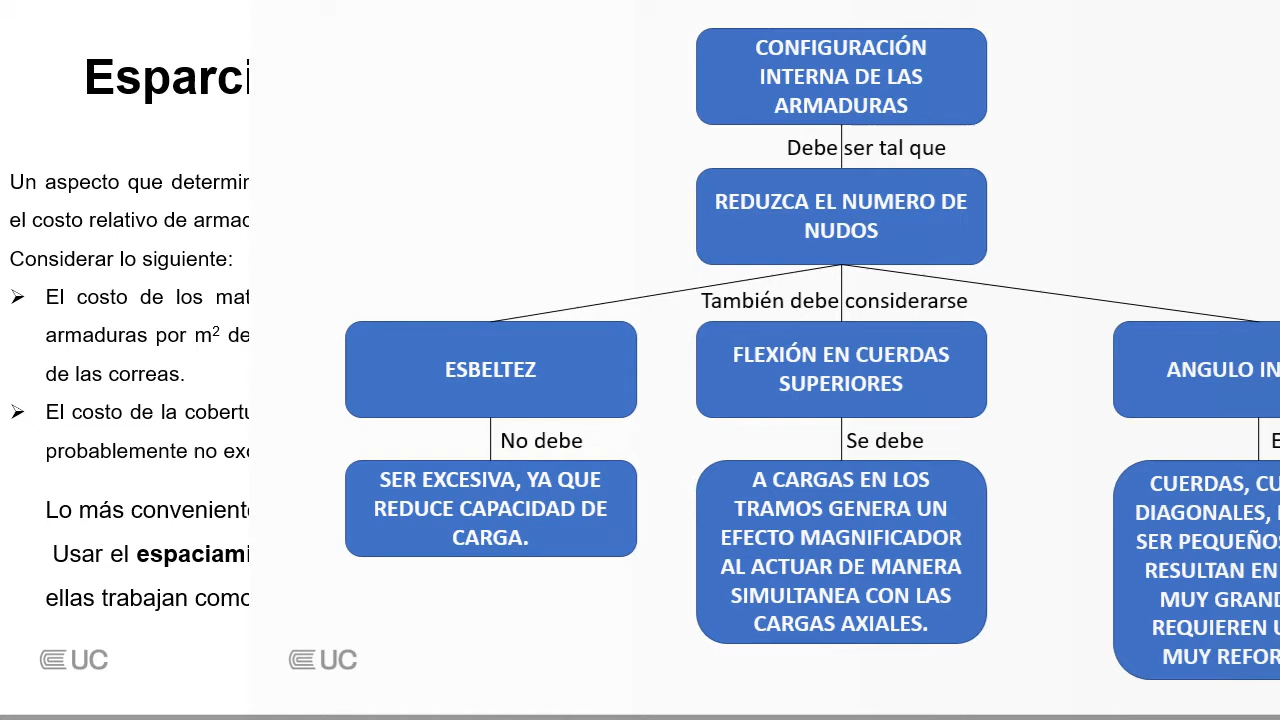 Esparci
Un aspecto que determin
el costo relativo de armad
Considerar lo siguiente:
➢ El costo de los mat
armaduras por m² de
de las correas.
➢ El costo de la cobertu
probablemente no exc
Lo más conveniente
Usar el espaciami
ellas trabajan como
UC
CONFIGURACIÓN
INTERNA DE LAS
ARMADURAS
Debe ser tal que
REDUZCA EL NUMERO DE
NUDOS
También debe considerarse
ESBELTEZ
No debe
SER EXCESIVA, YA QUE
REDUCE CAPACIDAD DE
CARGA.
FLEXIÓN EN CUERDAS
SUPERIORES
Se debe
A CARGAS EN LOS
TRAMOS GENERA UN
EFECTO MAGNIFICADOR
AL ACTUAR DE MANERA
SIMULTANEA CON LAS
CARGAS AXIALES.
ANGULO IN
E
CUERDAS, CU
DIAGONALES,
SER PEQUEÑOS
RESULTAN EN
MUY GRAND
REQUIEREN U
MUY REFOR
UC